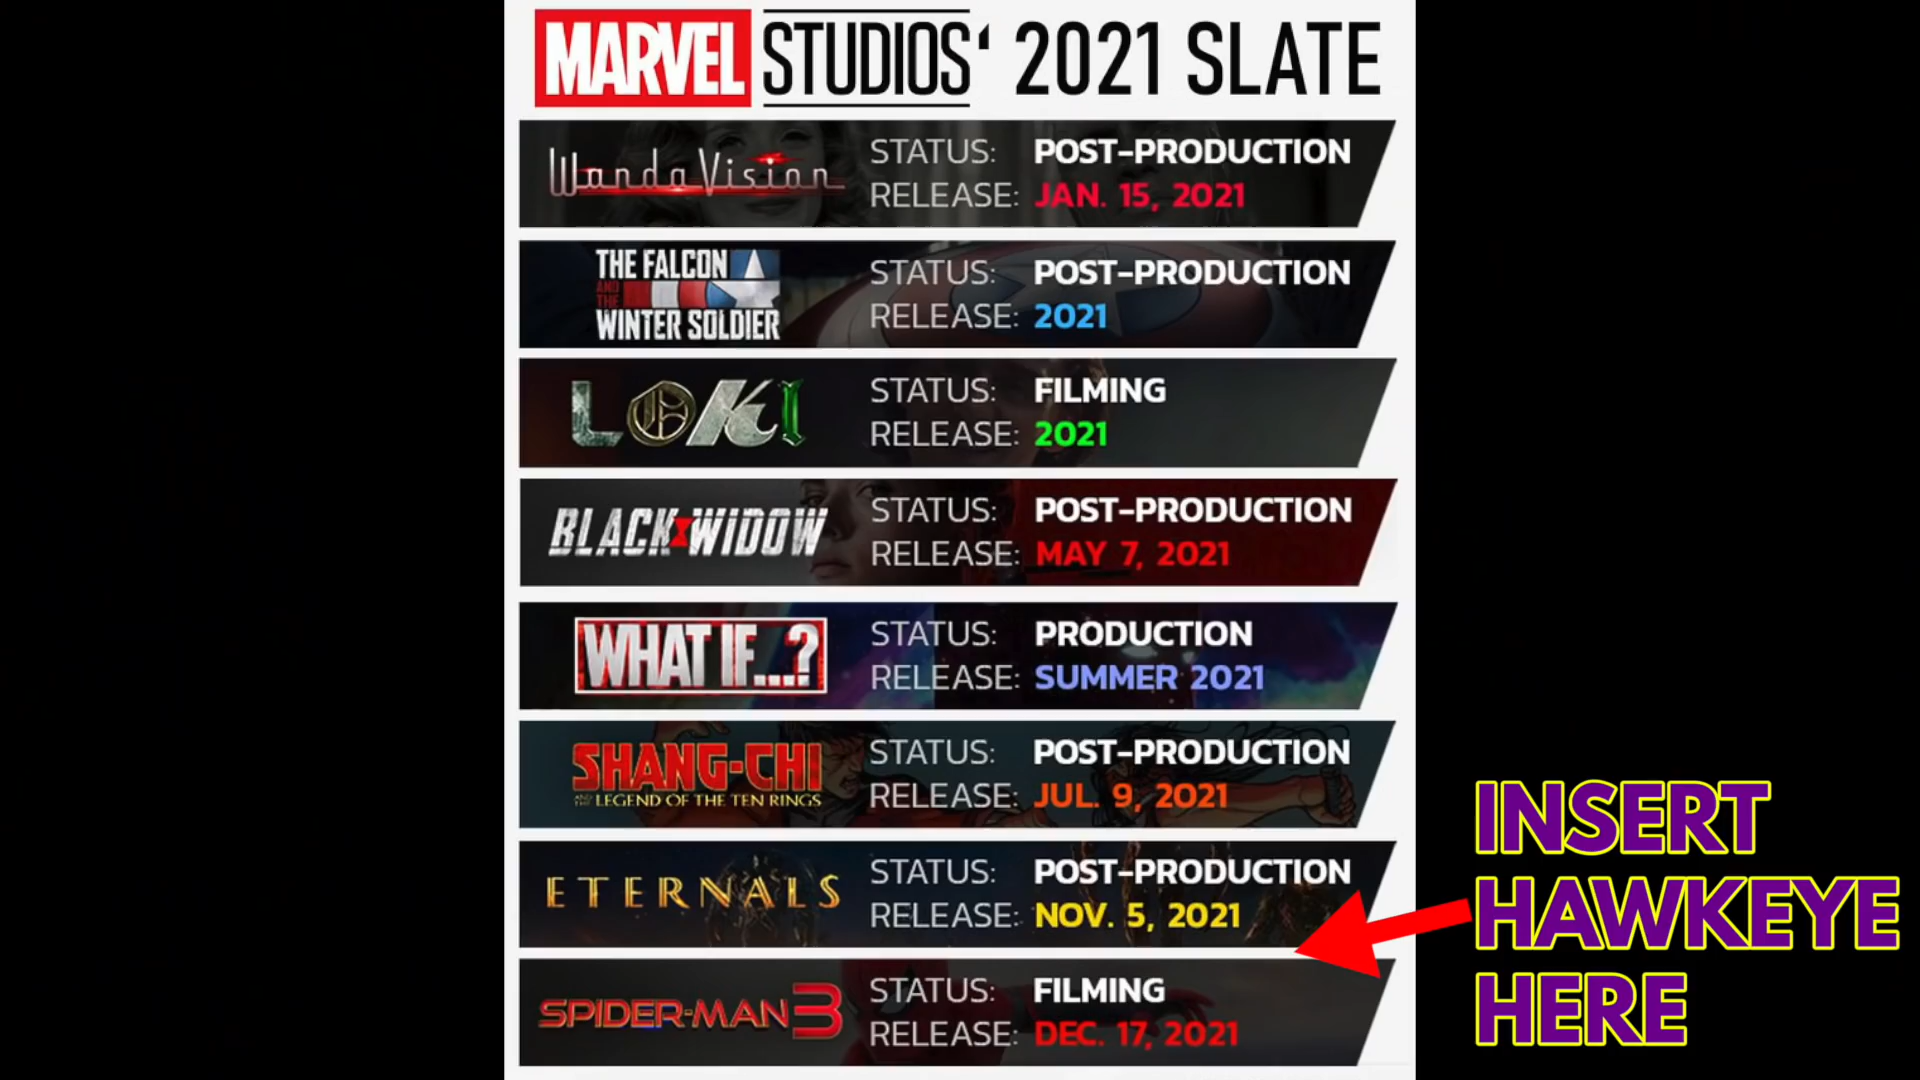 MARVEL STUDIOS' 2021 SLATE
WandaVision
STATUS: POST-PRODUCTION
RELEASE: JAN. 15, 2021
THE FALCON
AND THE
WINTER SOLDIER
STATUS: POST-PRODUCTION
RELEASE: 2021
LOKI
STATUS: FILMING
RELEASE: 2021
BLACK WIDOW
STATUS: POST-PRODUCTION
RELEASE: MAY 7, 2021
WHAT IF...?
STATUS: PRODUCTION
RELEASE: SUMMER 2021
SHANG-CHI
AND THE LEGEND OF THE TEN RINGS
STATUS: POST-PRODUCTION
RELEASE: JUL. 9, 2021
ETERNALS
STATUS: POST-PRODUCTION
RELEASE: NOV. 5, 2021
SPIDER-MAN 3
STATUS: FILMING
RELEASE: DEC. 17, 2021
INSERT
HAWKEYE
HERE